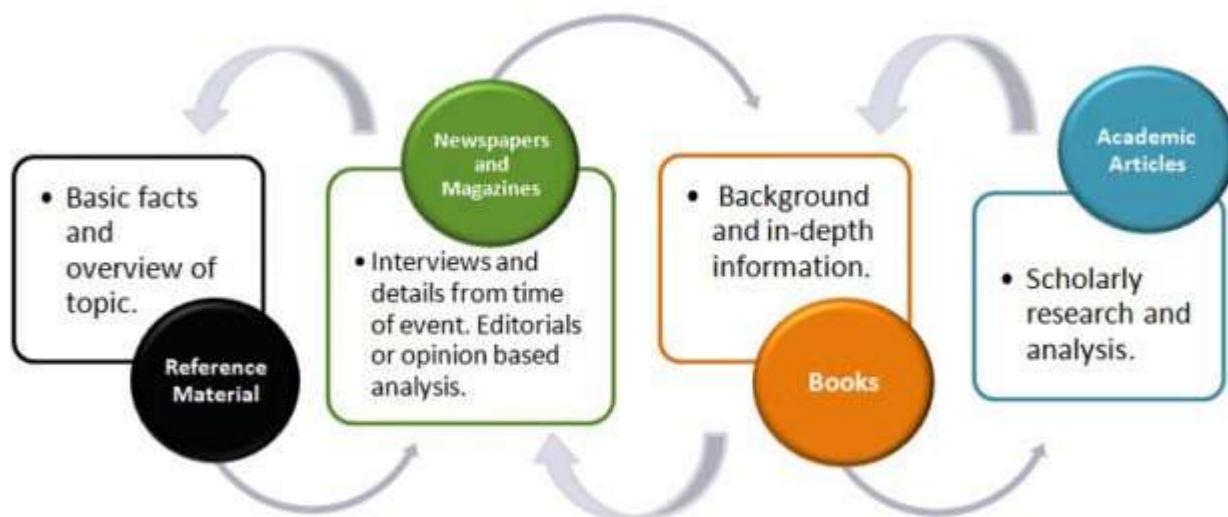 • Basic facts
and
overview of
topic.
Reference
Material
Newspapers
and
Magazines
• Interviews and
details from time
of event. Editorials
or opinion based
analysis.
• Background
and in-depth
information.
Books
Academic
Articles
• Scholarly
research and
analysis.